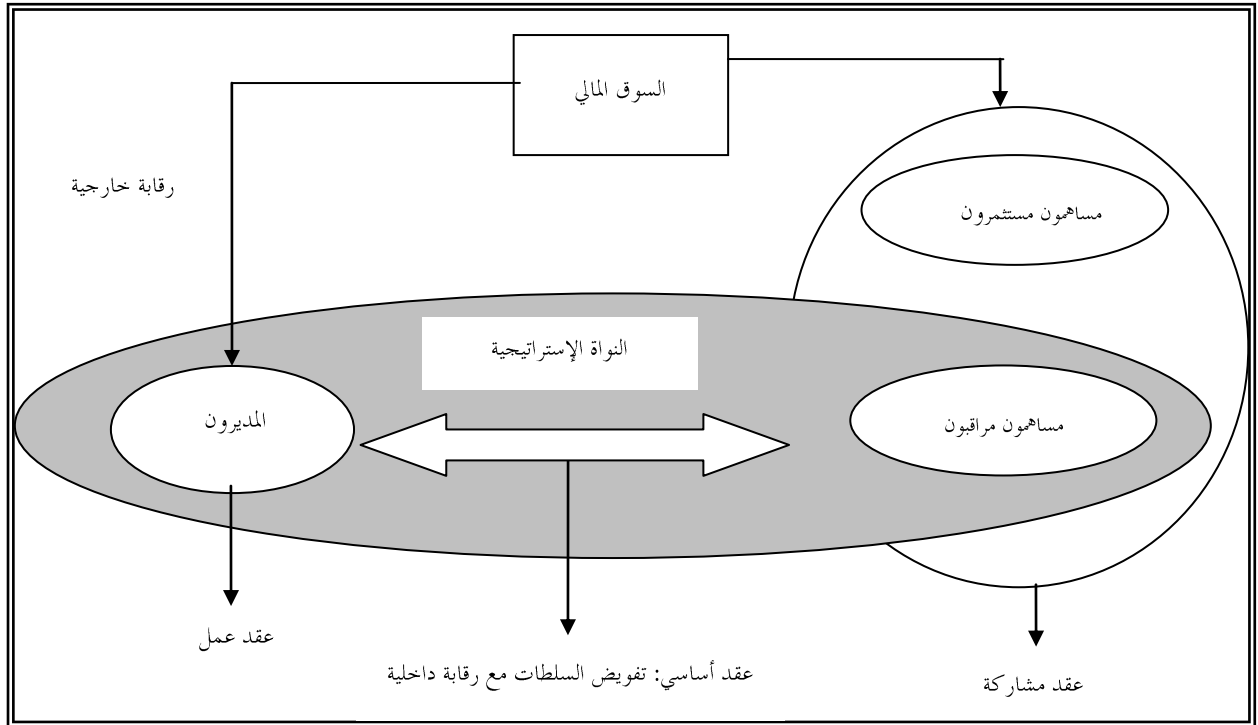 السوق المالي
رقابة خارجية
مساهمون مستثمرون
النواة الإستراتيجية
المديرون
مساهمون مراقبون
عقد عمل
عقد أساسي: تفويض السلطات مع رقابة داخلية
عقد مشاركة